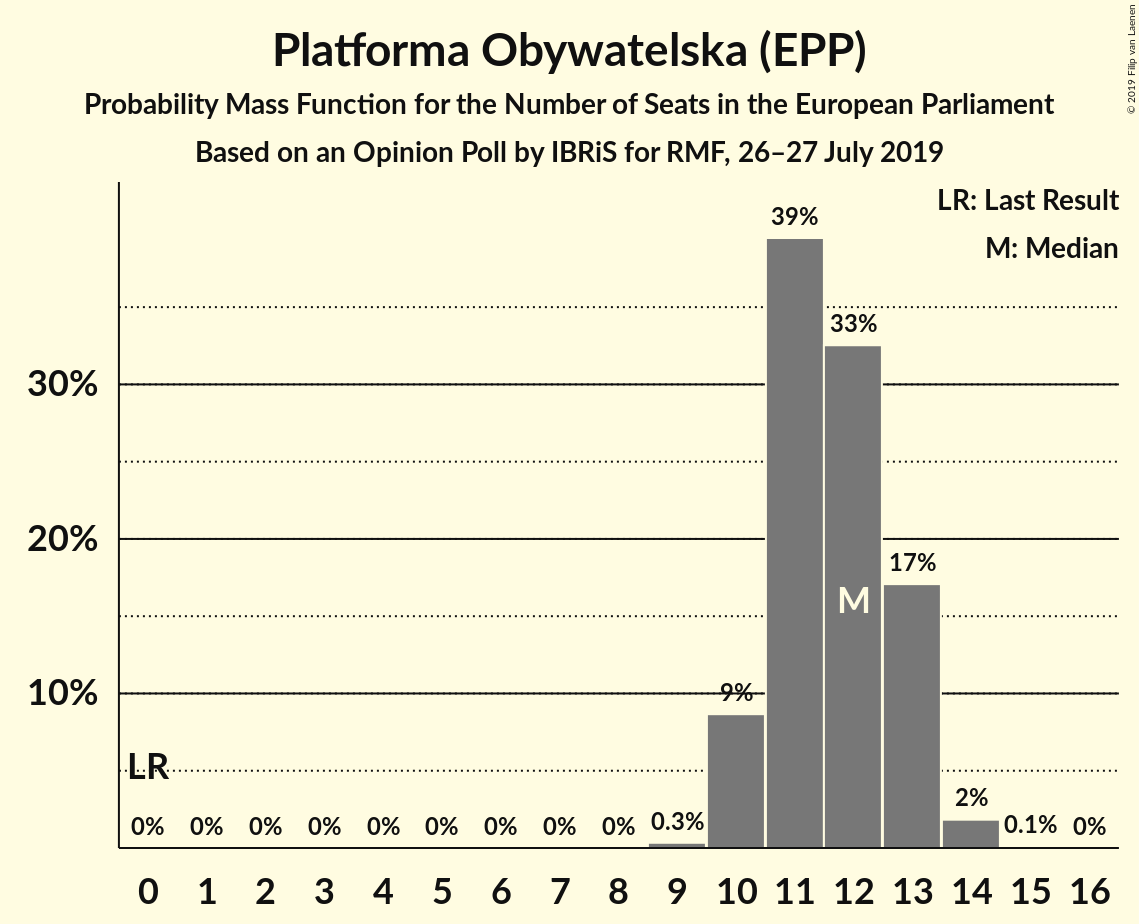 Platforma Obywatelska (EPP)
Probability Mass Function for the Number of Seats in the European Parliament
Based on an Opinion Poll by IBRiS for RMF, 26–27 July 2019
© 2019 Filip van Laenen
LR: Last Result
M: Median
39%
33%
30%
20%
17%
M
10%
9%
LR
2%
0% 0% 0% 0% 0% 0% 0% 0% 0% 0.3% 0.1% 0%
0 1 2 3 4 5 6 7 8 9 10 11 12 13 14 15 16